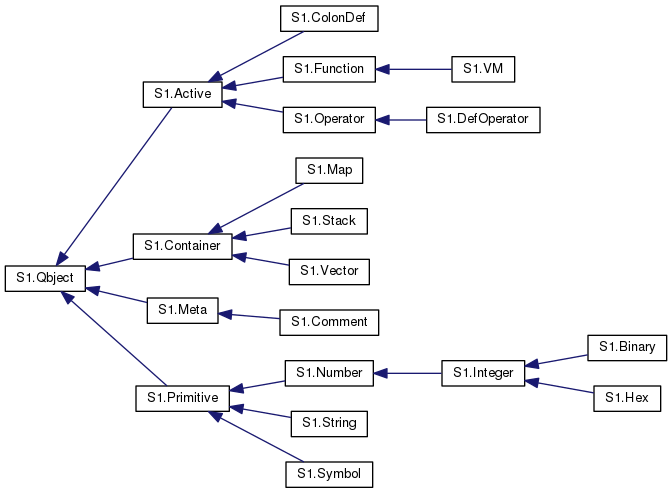 S1.ColonDef
S1.Function
S1.VM
S1.Active
S1.Operator
S1.DefOperator
S1.Map
S1.Stack
S1.Container
S1.Vector
S1.Qbject
S1.Meta
S1.Comment
S1.Binary
S1.Number
S1.Integer
S1.Primitive
S1.Hex
S1.String
S1.Symbol